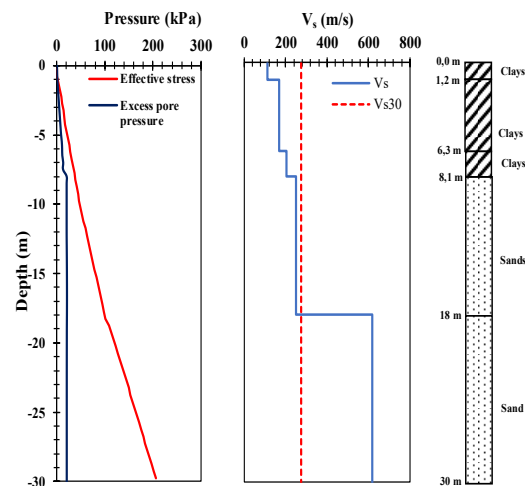 Pressure (kPa)
0 100 200 300
0
-5
-10
-15
-20
-25
-30
Depth (m)
Effective stress
Excess pore
pressure
Vs (m/s)
0 200 400 600 800
Vs
Vs30
0,0 m
1,2 m
6,3 m
8,1 m
18 m
30 m
Clays
Clays
Clays
Sands
Sand